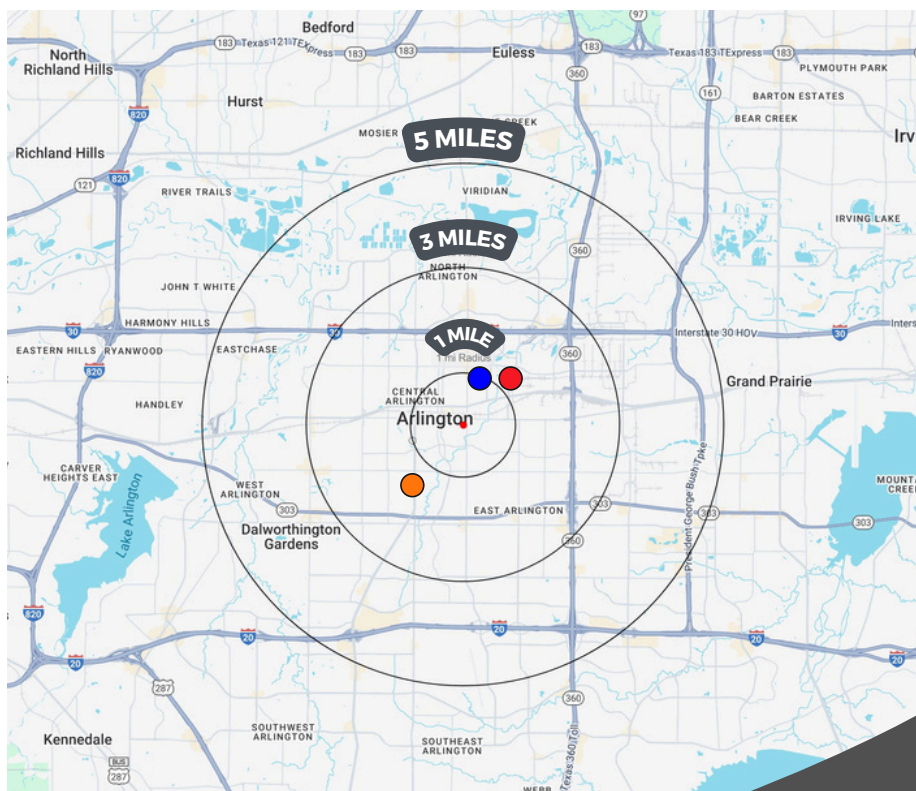 Bedford
97
183
Texas 121 TExpress
183
183
Euless
183
Texas 183 TExpress
183
North
Richland Hills
360
PLYMOUTH PARK
161
BARTON ESTATES
Hurst
820
BEAR CREEK
MOSIER
CREEK
5 MILES
Irv
Richland Hills
820
121
RIVER TRAILS
VIRIDIAN
IRVING LAKE
3 MILES
360
NORTH
ARLINGTON
JOHN T WHITE
HARMONY HILLS
30
30
Interstate 30 HOV
30
Inters
1 MILE
1 mi Radius
EASTERN HILLS
RYANWOOD
EASTCHASE
360
820
Grand Prairie
CENTRAL
ARLINGTON
HANDLEY
Arlington
CARVER
HEIGHTS EAST
WEST
ARLINGTON
MOUNTA
CREE
303
EAST ARLINGTON
303
303
303
Lake Arlington
Dalworthington
Gardens
360
President George Bush Tpke
820
20
20
20
20
20
287
360
SOUTHWEST
ARLINGTON
SOUTHEAST
ARLINGTON
Kennedale
BUS
287
Texas 360 Toll
WEBB